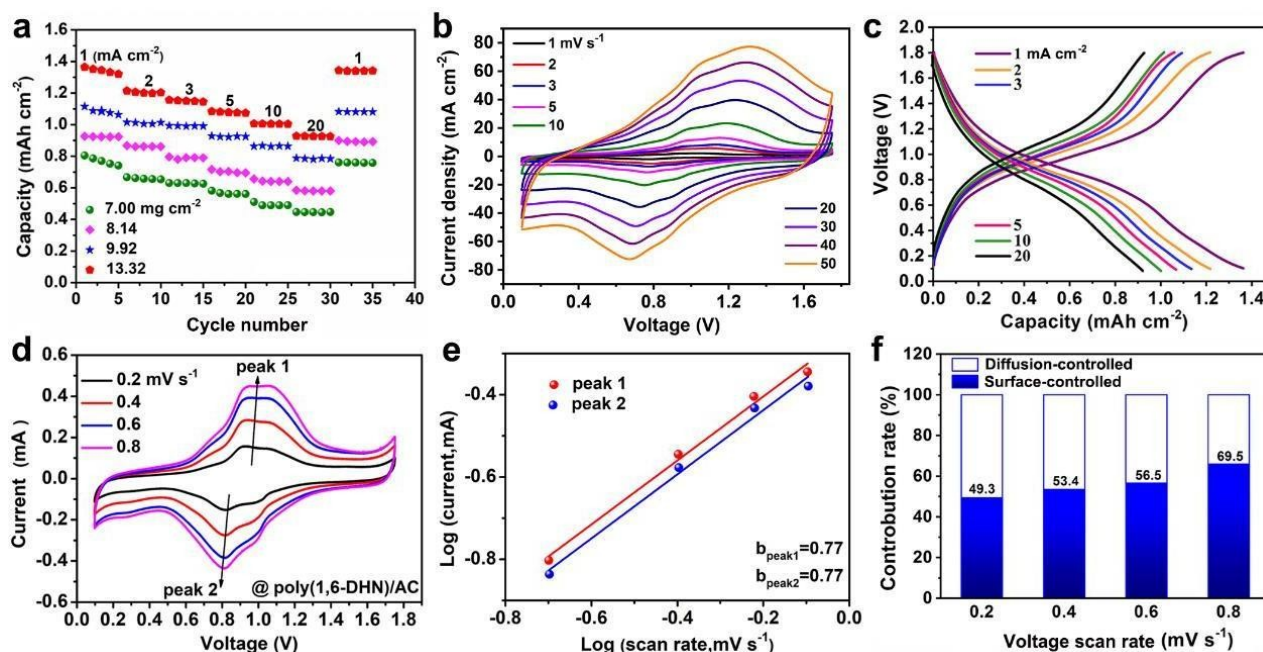 a
1 (mA cm⁻²)
2
3
5
10
20
1
7.00 mg cm⁻²
8.14
9.92
13.32
1.6
1.4
1.2
1.0
0.8
0.6
0.4
0.2
0.0
0 5 10 15 20 25 30 35 40
Capacity (mAh cm⁻²)
Cycle number
b
1 mV s⁻¹
2
3
5
10
20
30
40
50
80
60
40
20
0
-20
-40
-60
-80
0.0 0.4 0.8 1.2 1.6
Current density (mA cm⁻²)
Voltage (V)
c
1 mA cm⁻²
2
3
5
10
20
2.0
1.8
1.6
1.4
1.2
1.0
0.8
0.6
0.4
0.2
0.0
0.0 0.2 0.4 0.6 0.8 1.0 1.2 1.4
Voltage (V)
Capacity (mAh cm⁻²)
d
0.2 mV s⁻¹
0.4
0.6
0.8
peak 1
peak 2
@ poly(1,6-DHN)/AC
0.6
0.4
0.2
0.0
-0.2
-0.4
-0.6
0.0 0.2 0.4 0.6 0.8 1.0 1.2 1.4 1.6 1.8
Current (mA)
Voltage (V)
e
peak 1
peak 2
b peak1=0.77
b peak2=0.77
-0.4
-0.6
-0.8
-0.8 -0.7 -0.6 -0.5 -0.4 -0.3 -0.2 -0.1 0.0
Log (current,mA)
Log (scan rate,mV s⁻¹)
f
Diffusion-controlled
Surface-controlled
49.3
53.4
56.5
69.5
120
100
80
60
40
20
0
0.2 0.4 0.6 0.8
Controbution rate (%)
Voltage scan rate (mV s⁻¹)